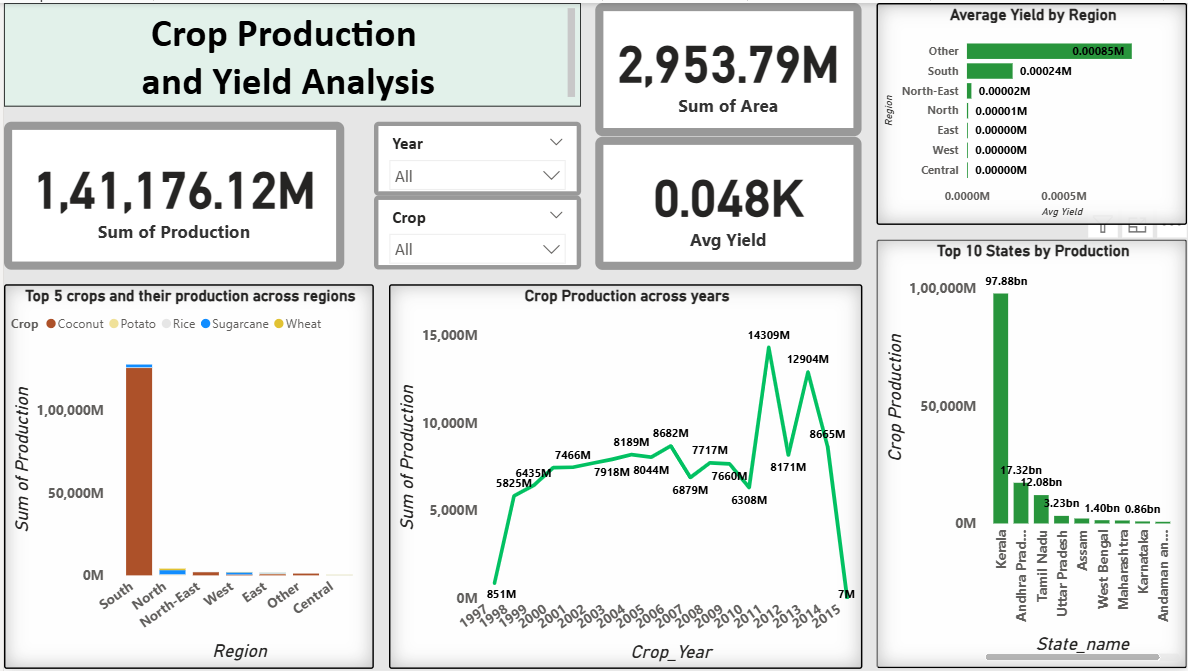 Crop Production
and Yield Analysis
2,953.79M
Sum of Area
1,41,176.12M
Sum of Production
Year
All
Crop
All
0.048K
Avg Yield
Average Yield by Region
Region
Other 0.00085M
South 0.00024M
North-East 0.00002M
North 0.00001M
East 0.00000M
West 0.00000M
Central 0.00000M
0.0000M 0.0005M
Avg Yield
Top 5 crops and their production across regions
Crop Coconut Potato Rice Sugarcane Wheat
Sum of Production
1,00,000M
50,000M
0M
South North North-East West East Other Central
Region
Crop Production across years
Sum of Production
15,000M
10,000M
5,000M
0M
851M
5825M
6435M
7466M
7918M
8189M
8044M
8682M
6879M
7717M
7660M
6308M
14309M
8171M
12904M
8665M
7M
1997 1998 1999 2000 2001 2002 2003 2004 2005 2006 2007 2008 2009 2010 2011 2012 2013 2014 2015
Crop_Year
Top 10 States by Production
Crop Production
1,00,000M
50,000M
0M
97.88bn
17.32bn
12.08bn
3.23bn
1.40bn
0.86bn
Kerala
Andhra Prad...
Tamil Nadu
Uttar Pradesh
Assam
West Bengal
Maharashtra
Karnataka
Andaman an...
State_name